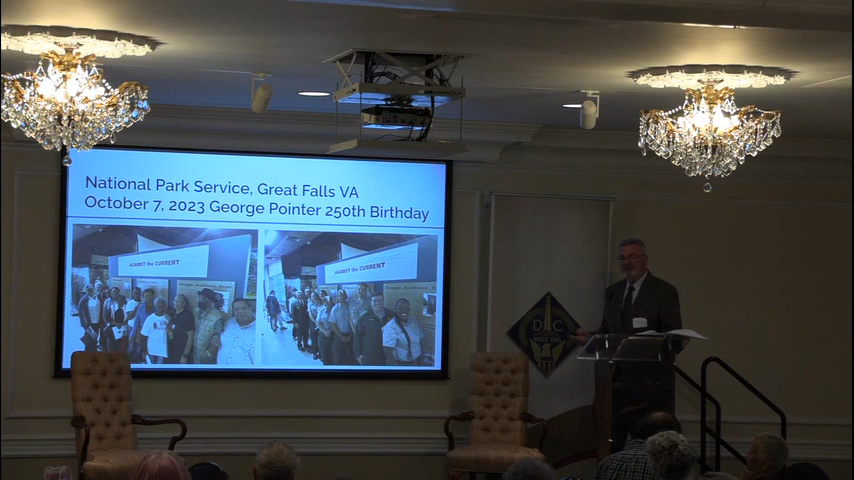 National Park Service, Great Falls VA
October 7, 2023 George Pointer 250th Birthday
AGAINST the CURRENT
AGAINST the CURRENT
D C